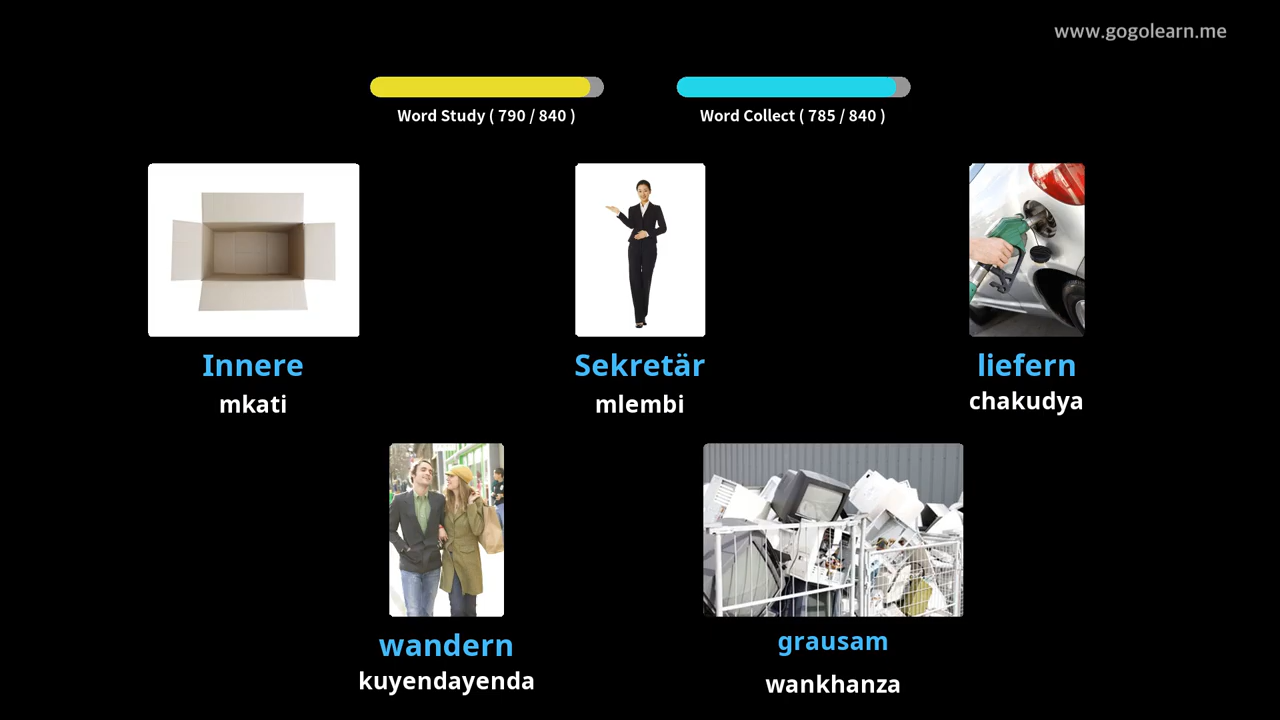 www.gogolearn.me
Word Study ( 790 / 840 )
Word Collect ( 785 / 840 )
Innere
mkati
Sekretär
mlembi
liefern
chakudya
wandern
kuyendayenda
grausam
wankhanza